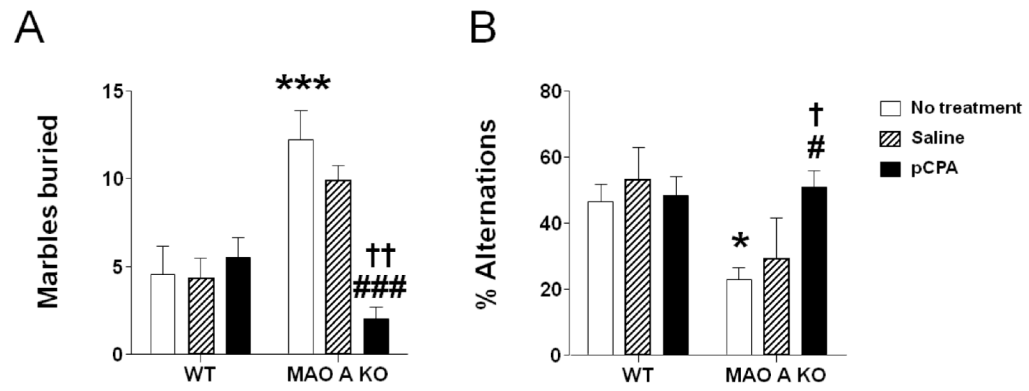 A
Marbles buried
15
10
5
0
***
††
###
WT
MAO A KO
B
% Alternations
80
60
40
20
0
*
†
#
WT
MAO A KO
No treatment
Saline
pCPA